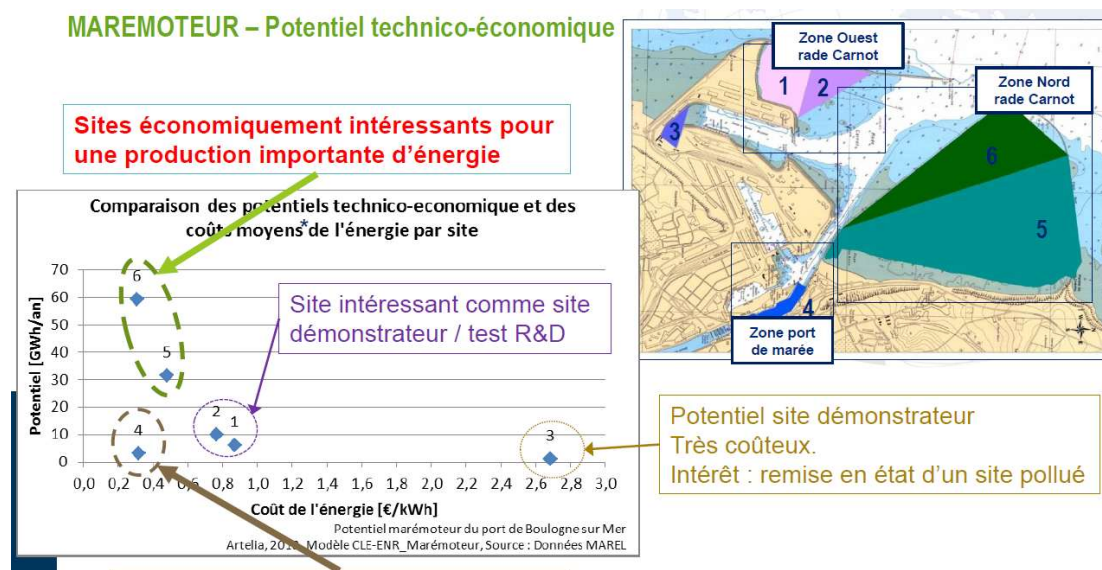 MAREMOTEUR – Potentiel technico-économique
Sites économiquement intéressants pour
une production importante d'énergie
Zone Ouest
rade Carnot
Zone Nord
rade Carnot
1
2
3
6
5
4
Zone port
de marée
Comparaison des potentiels technico-economique et des
coûts moyens*de l'énergie par site
Potentiel [GWh/an]
70
60
50
40
30
20
10
0
6
5
4
2
1
3
0,0 0,2 0,4 0,6 0,8 1,0 1,2 1,4 1,6 1,8 2,0 2,2 2,4 2,6 2,8 3,0
Coût de l'énergie [€/kWh]
Potentiel marémoteur du port de Boulogne sur Mer
Modèle CLE-ENR_Marémoteur, Source : Données MAREL
Site intéressant comme site
démonstrateur / test R&D
Potentiel site démonstrateur
Très coûteux.
Intérêt : remise en état d'un site pollué